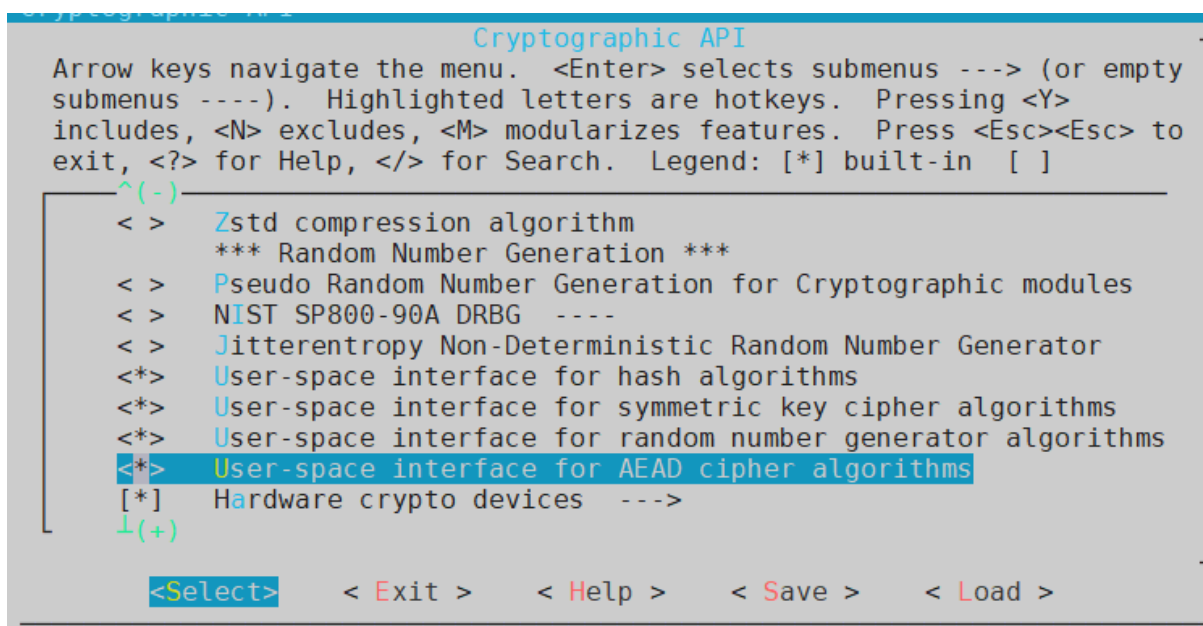 Cryptographic API
Cryptographic API
Arrow keys navigate the menu.  <Enter> selects submenus ---> (or empty
submenus ----).  Highlighted letters are hotkeys.  Pressing <Y>
includes, <N> excludes, <M> modularizes features.  Press <Esc><Esc> to
exit, <?> for Help, </> for Search.  Legend: [*] built-in  [ ]
^(-)
< >   Zstd compression algorithm
*** Random Number Generation ***
< >   Pseudo Random Number Generation for Cryptographic modules
< >   NIST SP800-90A DRBG  ----
< >   Jitterentropy Non-Deterministic Random Number Generator
<*>   User-space interface for hash algorithms
<*>   User-space interface for symmetric key cipher algorithms
<*>   User-space interface for random number generator algorithms
<*>   User-space interface for AEAD cipher algorithms
[*]   Hardware crypto devices  --->
┴(+)
<Select>    < Exit >    < Help >    < Save >    < Load >